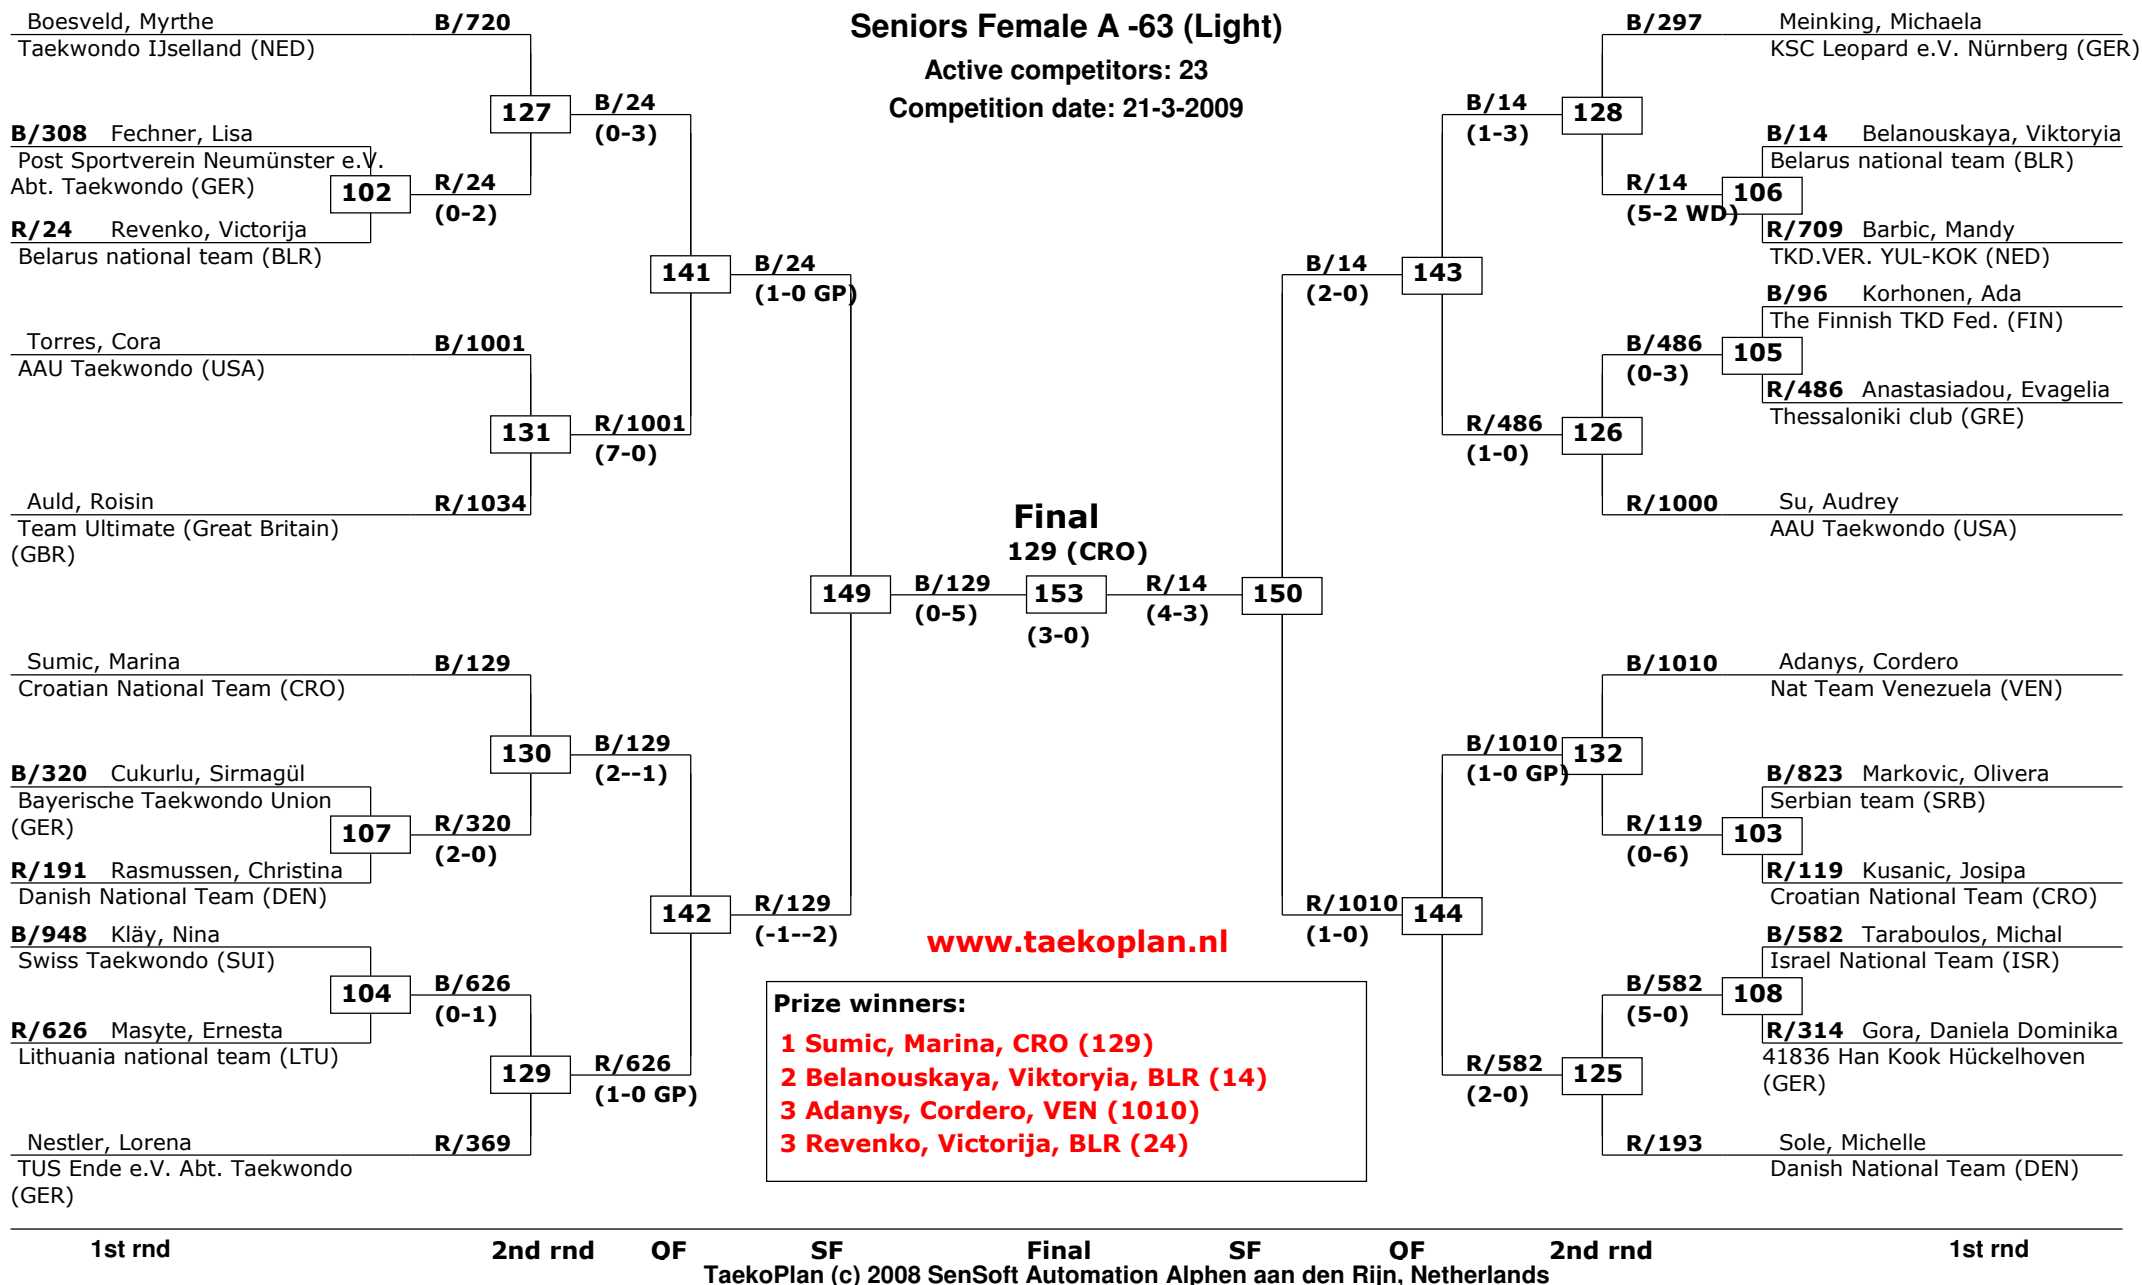 Seniors Female A -63 (Light)
Active competitors: 23
Competition date: 21-3-2009
Boesveld, Myrthe
B/720
Taekwondo IJselland (NED)
127
B/24
(0-3)
B/308 Fechner, Lisa
Post Sportverein Neumünster e.V.
Abt. Taekwondo (GER)
102
R/24
(0-2)
R/24 Revenko, Victorija
Belarus national team (BLR)
141
B/24
(1-0 GP)
Torres, Cora
B/1001
AAU Taekwondo (USA)
131
R/1001
(7-0)
Auld, Roisin
R/1034
Team Ultimate (Great Britain)
(GBR)
149
B/129
(0-5)
Sumic, Marina
B/129
Croatian National Team (CRO)
130
B/129
(2--1)
B/320 Cukurlu, Sirmagül
Bayerische Taekwondo Union
(GER)
107
R/320
(2-0)
R/191 Rasmussen, Christina
Danish National Team (DEN)
142
R/129
(-1--2)
B/948 Kläy, Nina
Swiss Taekwondo (SUI)
104
B/626
(0-1)
R/626 Masyte, Ernesta
Lithuania national team (LTU)
129
R/626
(1-0 GP)
Nestler, Lorena
R/369
TUS Ende e.V. Abt. Taekwondo
(GER)
Final
129 (CRO)
153
(3-0)
R/14
(4-3)
150
B/297
Meinking, Michaela
KSC Leopard e.V. Nürnberg (GER)
B/14
(1-3)
128
B/14 Belanouskaya, Viktoryia
Belarus national team (BLR)
R/14
(5-2 WD)
106
R/709 Barbic, Mandy
TKD.VER. YUL-KOK (NED)
B/14
(2-0)
143
B/96 Korhonen, Ada
The Finnish TKD Fed. (FIN)
B/486
(0-3)
105
R/486 Anastasiadou, Evagelia
Thessaloniki club (GRE)
R/486
(1-0)
126
R/1000
Su, Audrey
AAU Taekwondo (USA)
B/1010
Adanys, Cordero
Nat Team Venezuela (VEN)
B/1010
(1-0 GP)
132
B/823 Markovic, Olivera
Serbian team (SRB)
R/119
(0-6)
103
R/119 Kusanic, Josipa
Croatian National Team (CRO)
R/1010
(1-0)
144
B/582 Taraboulos, Michal
Israel National Team (ISR)
B/582
(5-0)
108
R/314 Gora, Daniela Dominika
41836 Han Kook Hückelhoven
(GER)
R/582
(2-0)
125
R/193
Sole, Michelle
Danish National Team (DEN)
www.taekoplan.nl
Prize winners:
1 Sumic, Marina, CRO (129)
2 Belanouskaya, Viktoryia, BLR (14)
3 Adanys, Cordero, VEN (1010)
3 Revenko, Victorija, BLR (24)
1st rnd 2nd rnd QF SF Final SF QF 2nd rnd 1st rnd
TaekoPlan (c) 2008 SenSoft Automation Alphen aan den Rijn, Netherlands